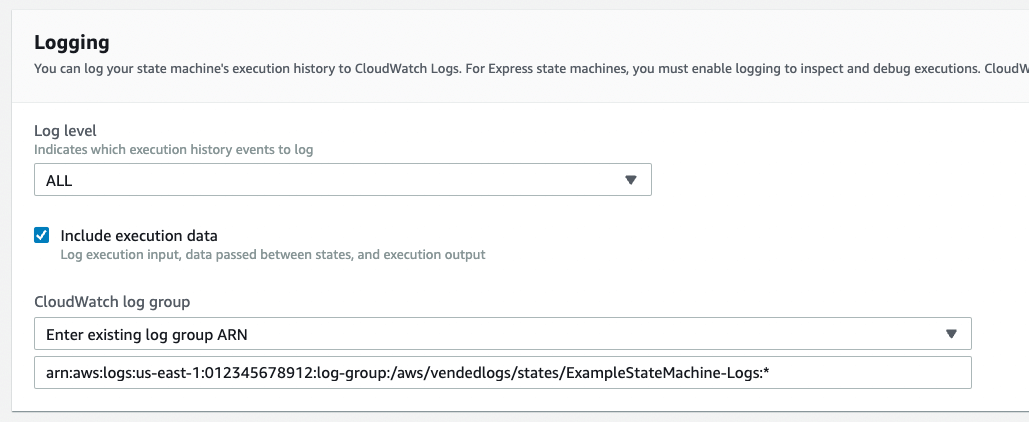 Logging
You can log your state machine's execution history to CloudWatch Logs. For Express state machines, you must enable logging to inspect and debug executions. CloudW
Log level
Indicates which execution history events to log
ALL
Include execution data
Log execution input, data passed between states, and execution output
CloudWatch log group
Enter existing log group ARN
arn:aws:logs:us-east-1:012345678912:log-group:/aws/vendedlogs/states/ExampleStateMachine-Logs:*